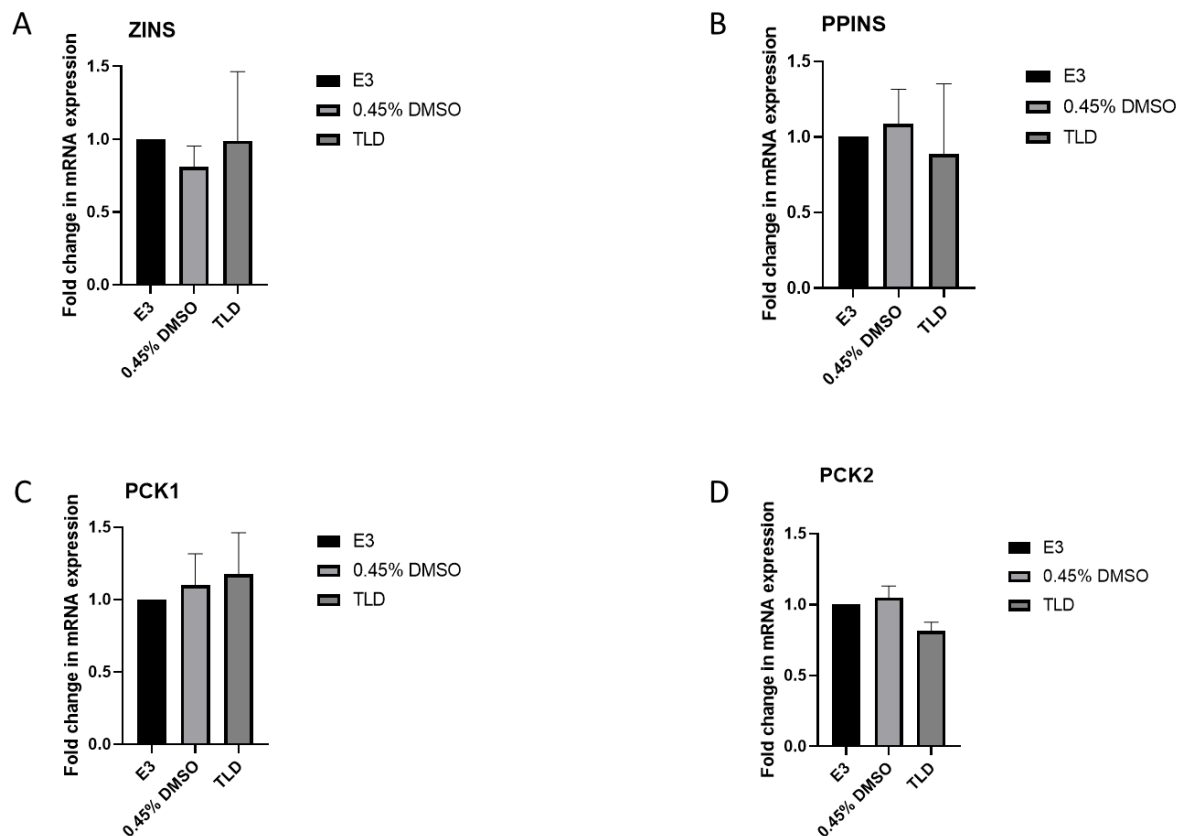 A
ZINS
Fold change in mRNA expression
1.5
1.0
0.5
0.0
E3
0.45% DMSO
TLD
E3
0.45% DMSO
TLD
B
PPINS
Fold change in mRNA expression
1.5
1.0
0.5
0.0
E3
0.45% DMSO
TLD
E3
0.45% DMSO
TLD
C
PCK1
Fold change in mRNA expression
1.5
1.0
0.5
0.0
E3
0.45% DMSO
TLD
E3
0.45% DMSO
TLD
D
PCK2
Fold change in mRNA expression
1.5
1.0
0.5
0.0
E3
0.45% DMSO
TLD
E3
0.45% DMSO
TLD